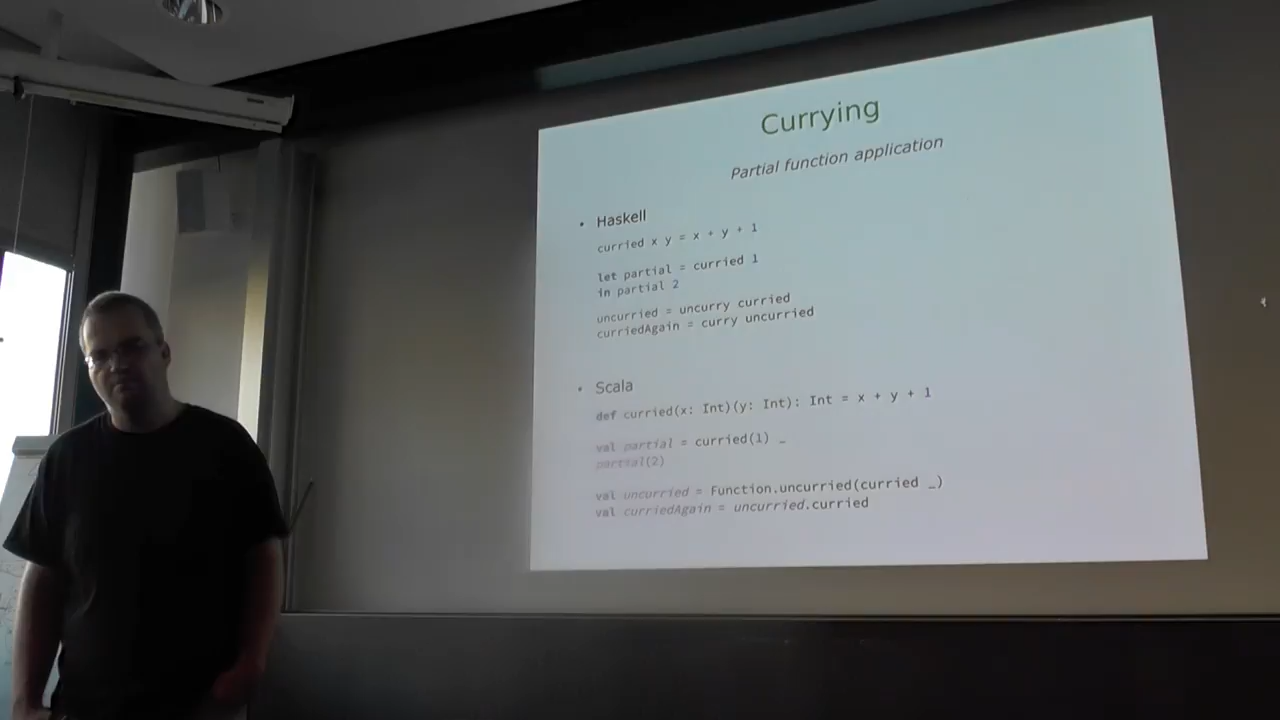 Currying
Partial function application
• Haskell
curried x y = x + y + 1
let partial = curried 1
in partial 2
uncurried = uncurry curried
curriedAgain = curry uncurried
• Scala
def curried(x: Int)(y: Int): Int = x + y + 1
val partial = curried(1) _
partial(2)
val uncurried = Function.uncurried(curried _)
val curriedAgain = uncurried.curried